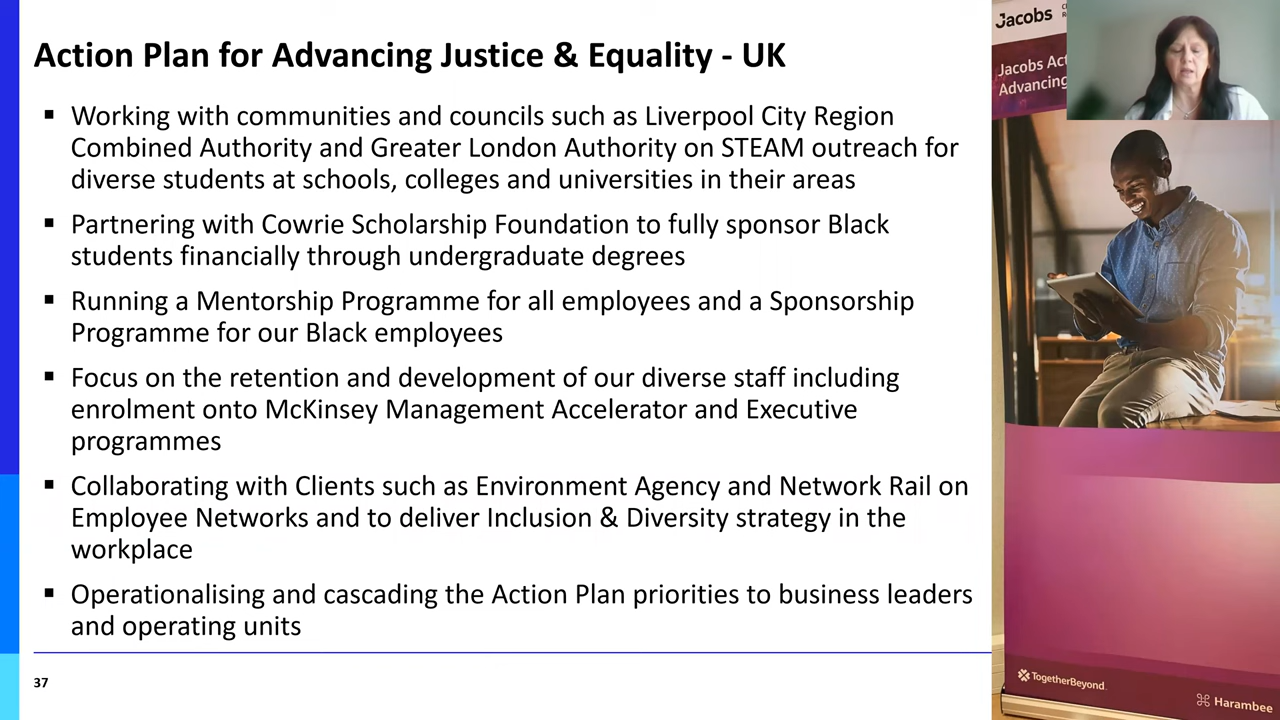 Action Plan for Advancing Justice & Equality - UK
▪ Working with communities and councils such as Liverpool City Region
Combined Authority and Greater London Authority on STEAM outreach for
diverse students at schools, colleges and universities in their areas
▪ Partnering with Cowrie Scholarship Foundation to fully sponsor Black
students financially through undergraduate degrees
▪ Running a Mentorship Programme for all employees and a Sponsorship
Programme for our Black employees
▪ Focus on the retention and development of our diverse staff including
enrolment onto McKinsey Management Accelerator and Executive
programmes
▪ Collaborating with Clients such as Environment Agency and Network Rail on
Employee Networks and to deliver Inclusion & Diversity strategy in the
workplace
▪ Operationalising and cascading the Action Plan priorities to business leaders
and operating units
37
Jacobs
Jacobs Act
Advancing
TogetherBeyond
Harambee